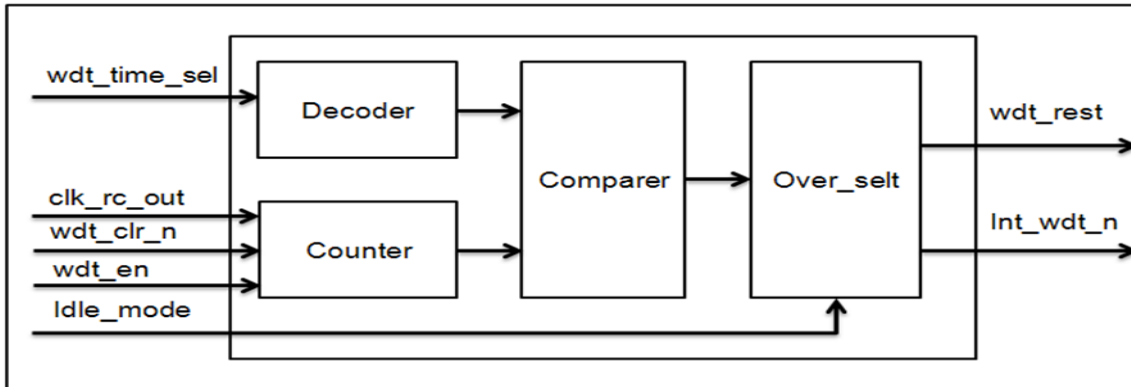 wdt_time_sel
Decoder
wdt_rest
Comparer
Over_selt
clk_rc_out
wdt_clr_n
Counter
Int_wdt_n
wdt_en
Idle_mode